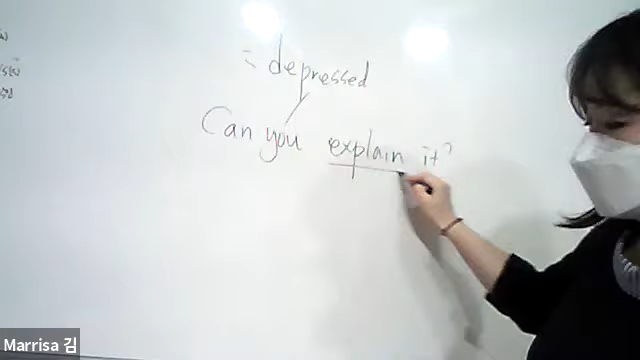 = depressed
Can you explain it?
Marrisa 김